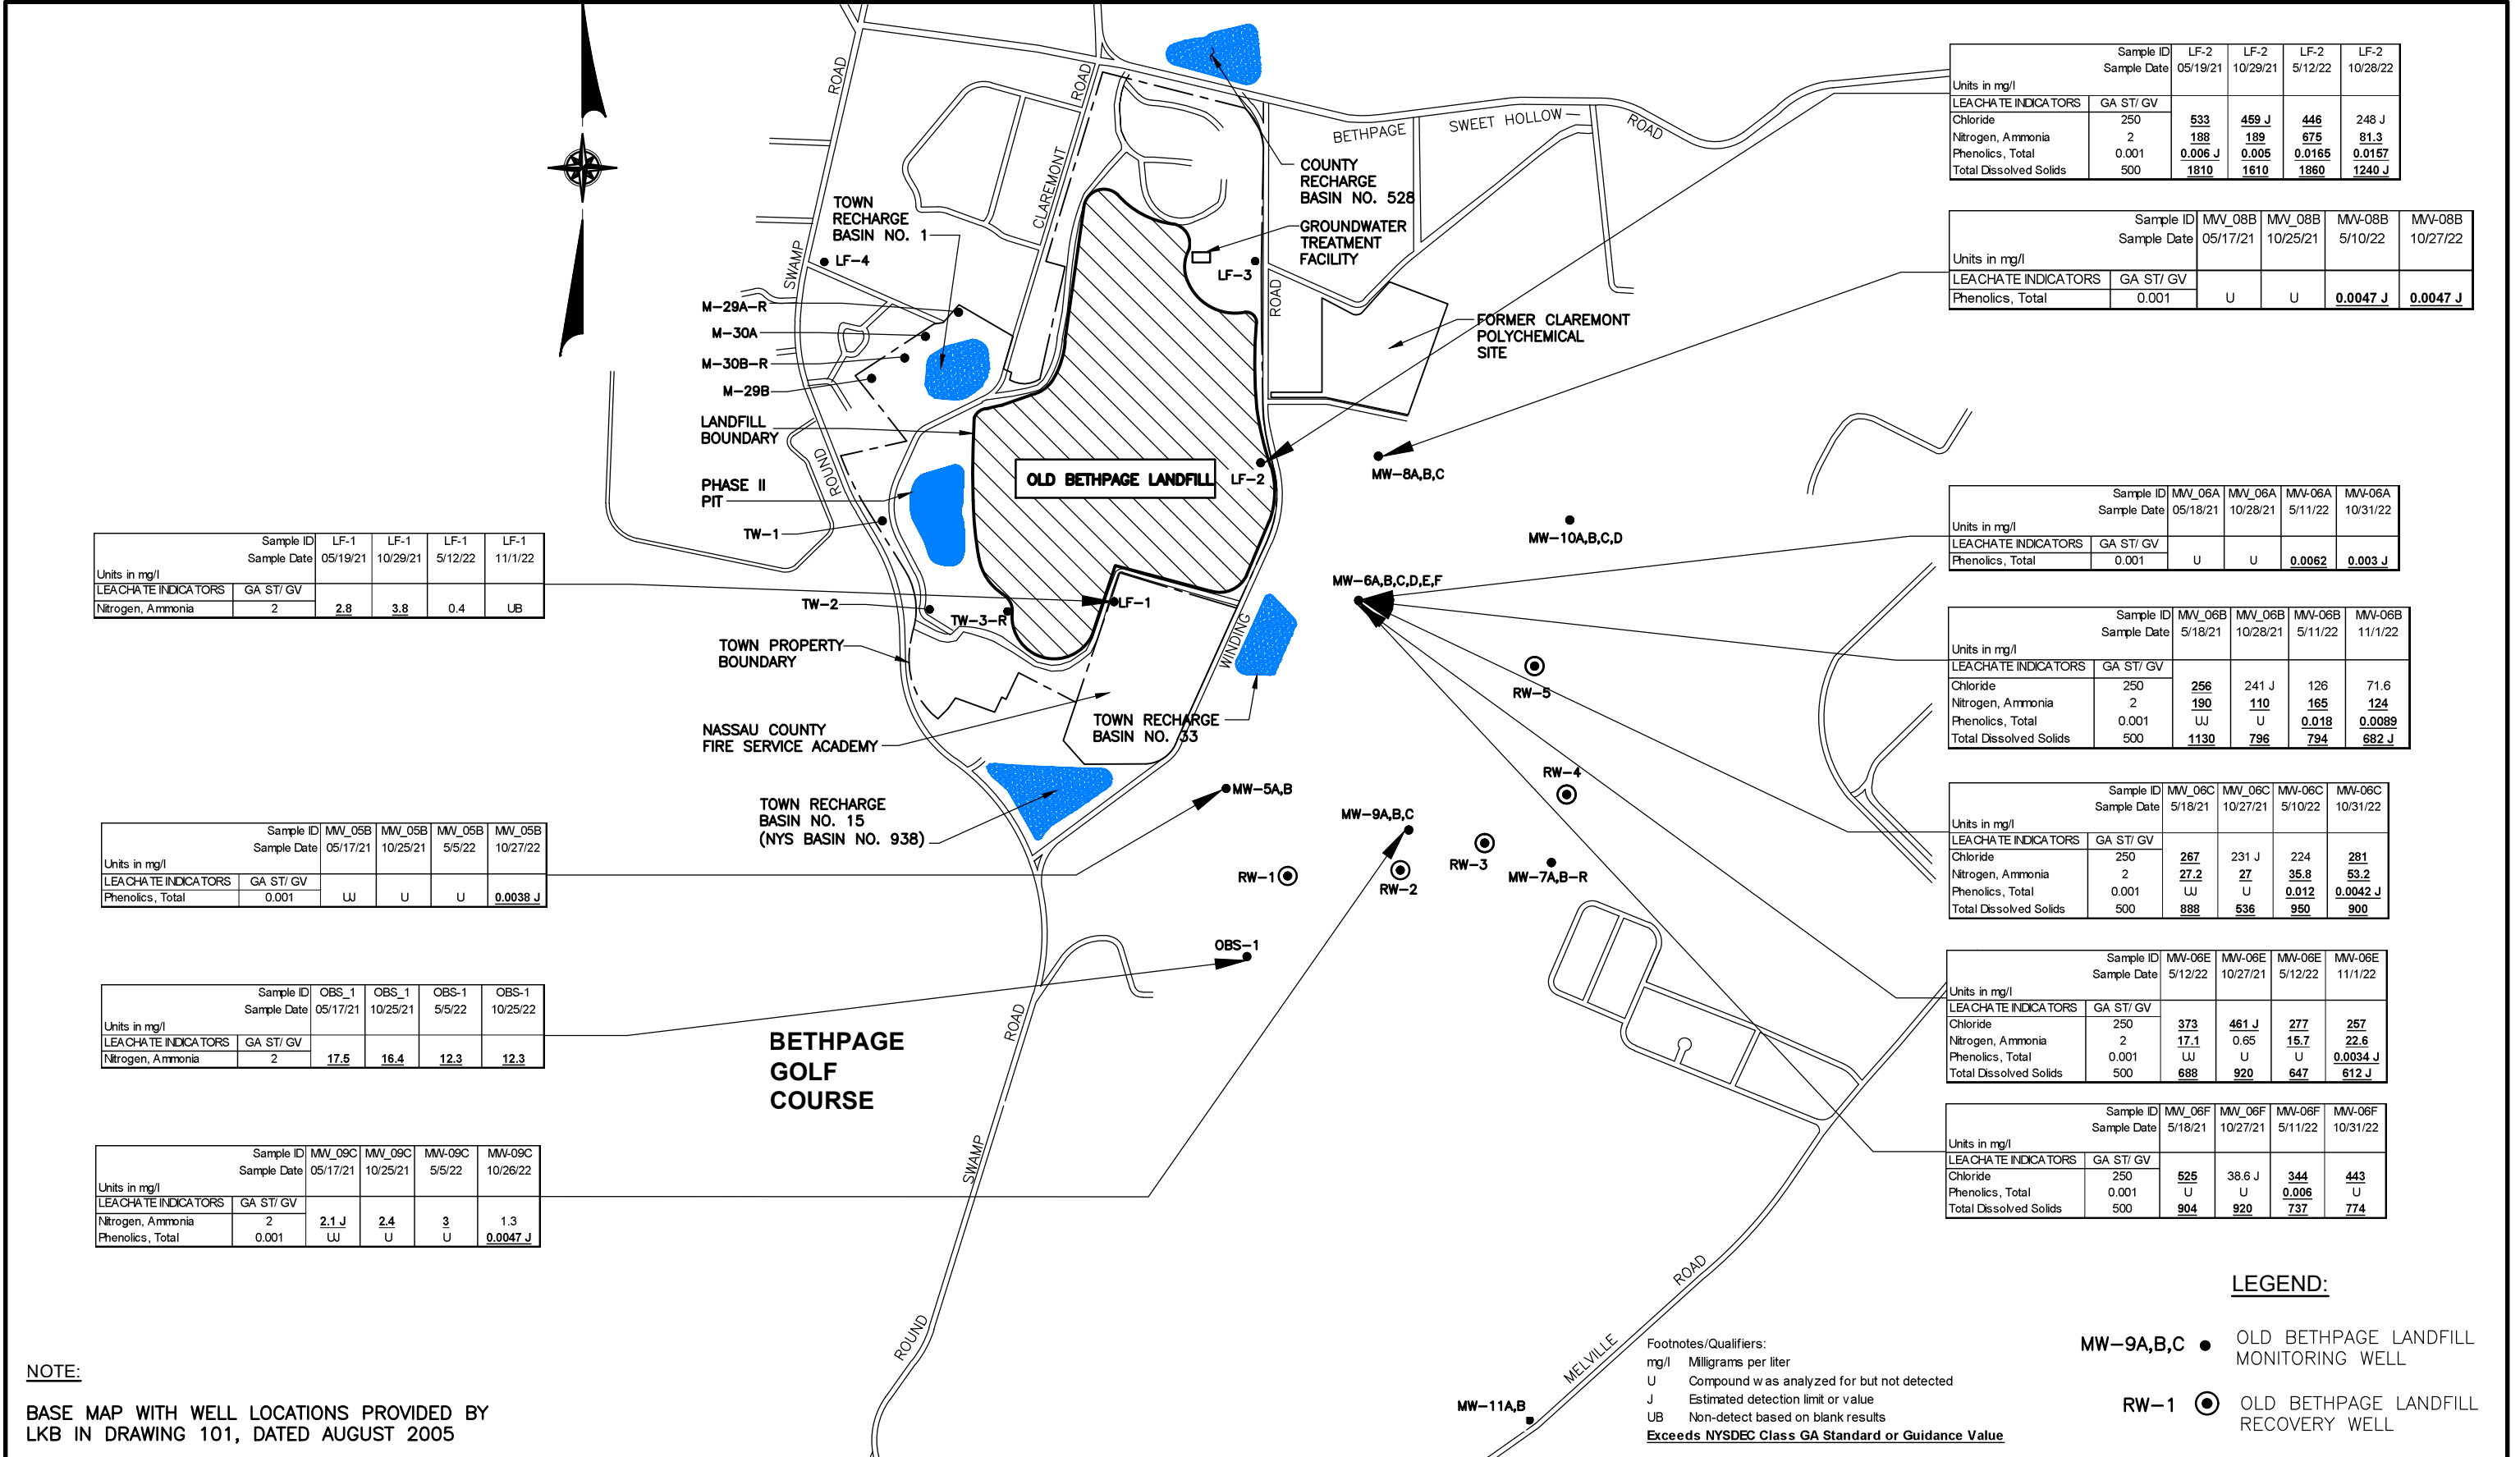 Sample ID LF-2 LF-2 LF-2 LF-2
Sample Date 05/19/21 10/29/21 5/12/22 10/28/22
Units in mg/l
LEACHATE INDICATORS GA ST/ GV
Chloride 250 533 459 J 446 248 J
Nitrogen, Ammonia 2 188 189 675 81.3
Phenolics, Total 0.001 0.006 J 0.005 0.0165 0.0157
Total Dissolved Solids 500 1810 1610 1860 1240 J
Sample ID MW_08B MW_08B MW-08B MW-08B
Sample Date 05/17/21 10/25/21 5/10/22 10/27/22
Units in mg/l
LEACHATE INDICATORS GA ST/ GV
Phenolics, Total 0.001 U U 0.0047 J 0.0047 J
Sample ID MW_06A MW_06A MW-06A MW-06A
Sample Date 05/18/21 10/28/21 5/11/22 10/31/22
Units in mg/l
LEACHATE INDICATORS GA ST/ GV
Phenolics, Total 0.001 U U 0.0062 0.003 J
Sample ID MW_06B MW_06B MW-06B MW-06B
Sample Date 5/18/21 10/28/21 5/11/22 11/1/22
Units in mg/l
LEACHATE INDICATORS GA ST/ GV
Chloride 250 256 241 J 126 71.6
Nitrogen, Ammonia 2 190 110 165 124
Phenolics, Total 0.001 UJ U 0.018 0.0089
Total Dissolved Solids 500 1130 796 794 682 J
Sample ID MW_06C MW_06C MW-06C MW-06C
Sample Date 5/18/21 10/27/21 5/10/22 10/31/22
Units in mg/l
LEACHATE INDICATORS GA ST/ GV
Chloride 250 267 231 J 224 281
Nitrogen, Ammonia 2 27.2 27 35.8 53.2
Phenolics, Total 0.001 UJ U 0.012 0.0042 J
Total Dissolved Solids 500 888 536 950 900
Sample ID MW-06E MW-06E MW-06E MW-06E
Sample Date 5/12/22 10/27/21 5/12/22 11/1/22
Units in mg/l
LEACHATE INDICATORS GA ST/ GV
Chloride 250 373 461 J 277 257
Nitrogen, Ammonia 2 17.1 0.65 15.7 22.6
Phenolics, Total 0.001 UJ U U 0.0034 J
Total Dissolved Solids 500 688 920 647 612 J
Sample ID MW_06F MW_06F MW-06F MW-06F
Sample Date 5/18/21 10/27/21 5/11/22 10/31/22
Units in mg/l
LEACHATE INDICATORS GA ST/ GV
Chloride 250 525 38.6 J 344 443
Phenolics, Total 0.001 U U 0.006 U
Total Dissolved Solids 500 904 920 737 774
Sample ID LF-1 LF-1 LF-1 LF-1
Sample Date 05/19/21 10/29/21 5/12/22 11/1/22
Units in mg/l
LEACHATE INDICATORS GA ST/ GV
Nitrogen, Ammonia 2 2.8 3.8 0.4 UB
Sample ID MW_05B MW_05B MW_05B MW_05B
Sample Date 05/17/21 10/25/21 5/5/22 10/27/22
Units in mg/l
LEACHATE INDICATORS GA ST/ GV
Phenolics, Total 0.001 UJ U U 0.0038 J
Sample ID OBS_1 OBS_1 OBS-1 OBS-1
Sample Date 05/17/21 10/25/21 5/5/22 10/25/22
Units in mg/l
LEACHATE INDICATORS GA ST/ GV
Nitrogen, Ammonia 2 17.5 16.4 12.3 12.3
Sample ID MW_09C MW_09C MW-09C MW-09C
Sample Date 05/17/21 10/25/21 5/5/22 10/26/22
Units in mg/l
LEACHATE INDICATORS GA ST/ GV
Nitrogen, Ammonia 2 2.1 J 2.4 3 1.3
Phenolics, Total 0.001 UJ U U 0.0047 J
ROAD
ROAD
CLAREMONT
SWAMP
BETHPAGE
SWEET HOLLOW
ROAD
COUNTY
RECHARGE
BASIN NO. 528
GROUNDWATER
TREATMENT
FACILITY
TOWN
RECHARGE
BASIN NO. 1
LF-4
LF-3
ROAD
M-29A-R
M-30A
M-30B-R
M-29B
FORMER CLAREMONT
POLYCHEMICAL
SITE
LANDFILL
BOUNDARY
ROUND
OLD BETHPAGE LANDFILL
LF-2
MW-8A,B,C
PHASE II
PIT
TW-1
MW-10A,B,C,D
MW-6A,B,C,D,E,F
TW-2
TW-3-R
LF-1
WINDING
TOWN PROPERTY
BOUNDARY
RW-5
NASSAU COUNTY
FIRE SERVICE ACADEMY
TOWN RECHARGE
BASIN NO. 33
RW-4
TOWN RECHARGE
BASIN NO. 15
(NYS BASIN NO. 938)
MW-5A,B
MW-9A,B,C
RW-1
RW-2
RW-3
MW-7A,B-R
OBS-1
ROAD
BETHPAGE
GOLF
COURSE
SWAMP
ROUND
ROAD
MELVILLE
MW-11A,B
NOTE:
BASE MAP WITH WELL LOCATIONS PROVIDED BY
LKB IN DRAWING 101, DATED AUGUST 2005
Footnotes/Qualifiers:
mg/l Milligrams per liter
U Compound was analyzed for but not detected
J Estimated detection limit or value
UB Non-detect based on blank results
Exceeds NYSDEC Class GA Standard or Guidance Value
LEGEND:
MW-9A,B,C OLD BETHPAGE LANDFILL
MONITORING WELL
RW-1 OLD BETHPAGE LANDFILL
RECOVERY WELL